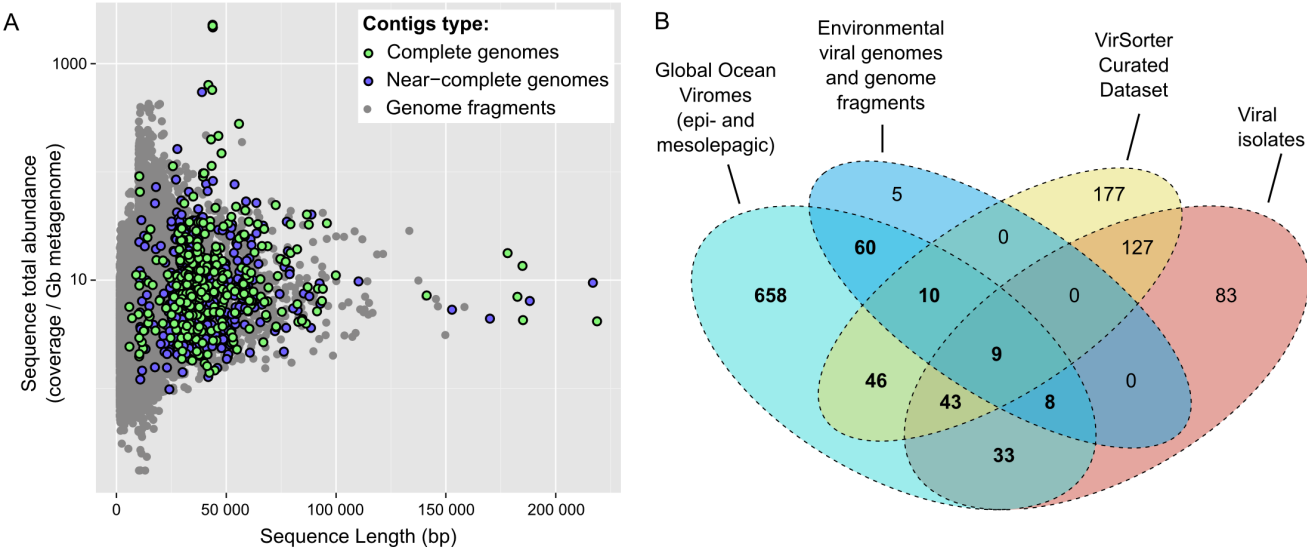 A
Sequence total abundance
(coverage / Gb metagenome)
1000
10
Contigs type:
Complete genomes
Near−complete genomes
Genome fragments
0
50 000
100 000
150 000
200 000
Sequence Length (bp)
B
Global Ocean
Viromes
(epi- and
mesolepagic)
Environmental
viral genomes
and genome
fragments
VirSorter
Curated
Dataset
Viral
isolates
5
177
60
0
127
658
10
0
83
9
46
43
8
0
33